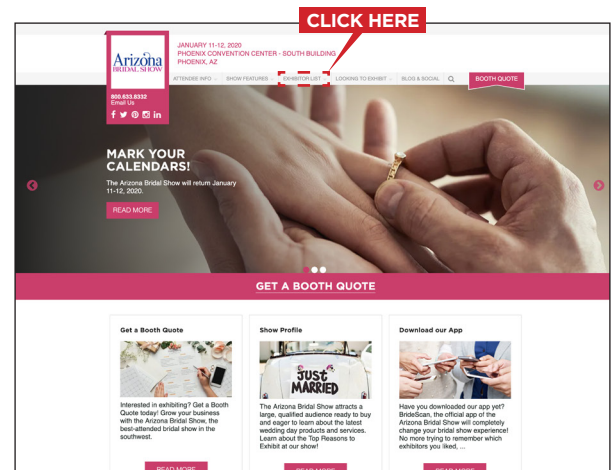 CLICK HERE
JANUARY 11-12, 2020
PHOENIX CONVENTION CENTER - SOUTH BUILDING
PHOENIX, AZ
Arizona
BRIDAL SHOW
ATTENDEE INFO
SHOW FEATURES
EXHIBITOR LIST
LOOKING TO EXHIBIT
BLOG & SOCIAL
BOOTH QUOTE
800.633.8332
Email Us
MARK YOUR
CALENDARS!
The Arizona Bridal Show will return January
11-12, 2020.
READ MORE
GET A BOOTH QUOTE
Get a Booth Quote
Interested in exhibiting? Get a Booth
Quote today! Grow your business
with the Arizona Bridal Show, the
best-attended bridal show in the
southwest.
READ MORE
Show Profile
JUST
MARRIED
The Arizona Bridal Show attracts a
large, qualified audience ready to buy
and eager to learn about the latest
wedding day products and services.
Learn about the Top Reasons to
Exhibit at our show!
READ MORE
Download our App
Have you downloaded our app yet?
BrideScan, the official app of the
Arizona Bridal Show will completely
change your bridal show experience!
No more trying to remember which
exhibitors you liked, ...
READ MORE